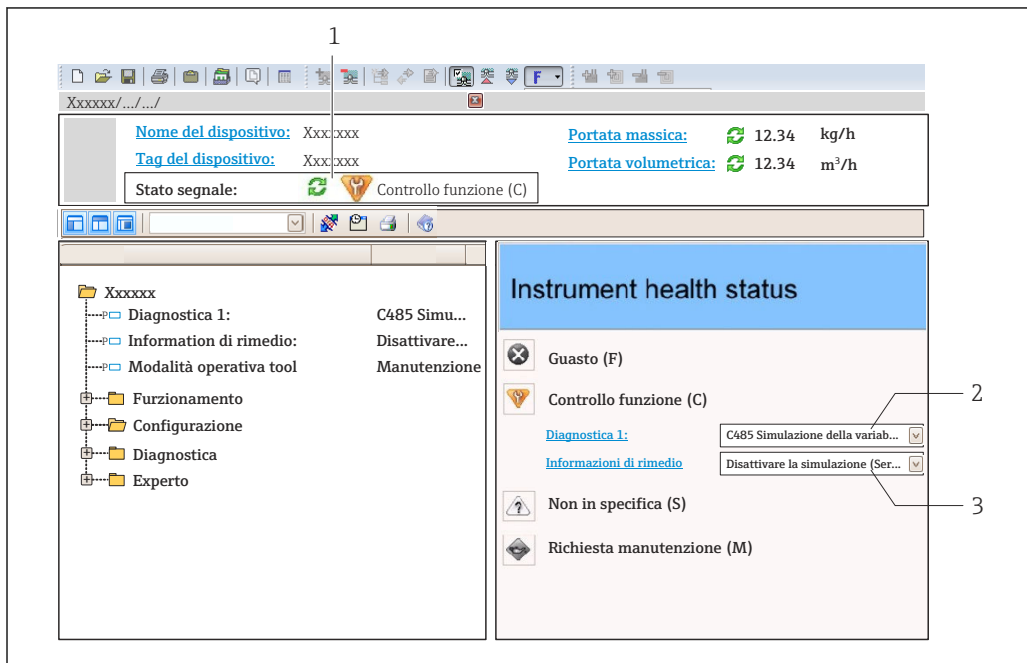 1
F
Xxxxxx/.../.../
Nome del dispositivo: Xxxxxxx
Portata massica: 12.34 kg/h
Tag del dispositivo: Xxxxxxx
Portata volumetrica: 12.34 m³/h
Stato segnale: Controllo funzione (C)
Xxxxxx
P Diagnostica 1: C485 Simu...
P Information di rimedio: Disattivare...
P Modalità operativa tool Manutenzione
Furzionamento
Configurazione
Diagnostica
Experto
Instrument health status
Guasto (F)
Controllo funzione (C)
2
Diagnostica 1: C485 Simulazione della variab...
Informazioni di rimedio Disattivare la simulazione (Ser...
Non in specifica (S)
3
Richiesta manutenzione (M)